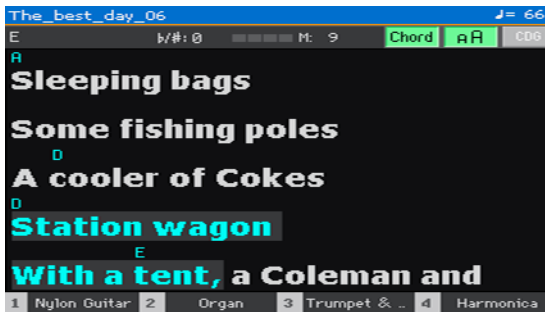 The_best_day_06 ♩= 66
E b/#: 0 M: 9 Chord AA CDG
A
Sleeping bags
Some fishing poles
D
A cooler of Cokes
D
Station wagon
E
With a tent, a Coleman and
1 Nylon Guitar 2 Organ 3 Trumpet & .. 4 Harmonica